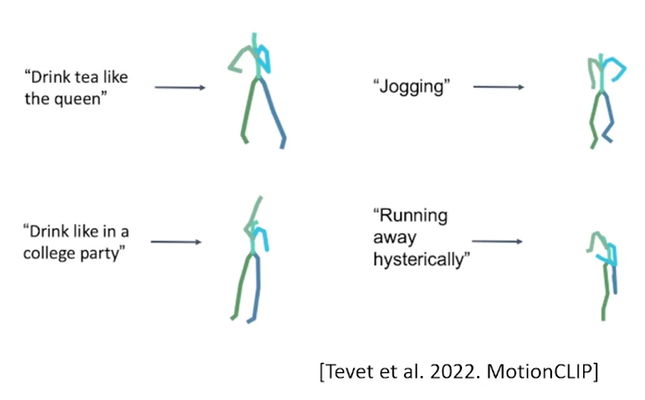 “Drink tea like
the queen”
“Jogging”
“Drink like in a
college party”
“Running
away
hysterically”
[Tevet et al. 2022. MotionCLIP]